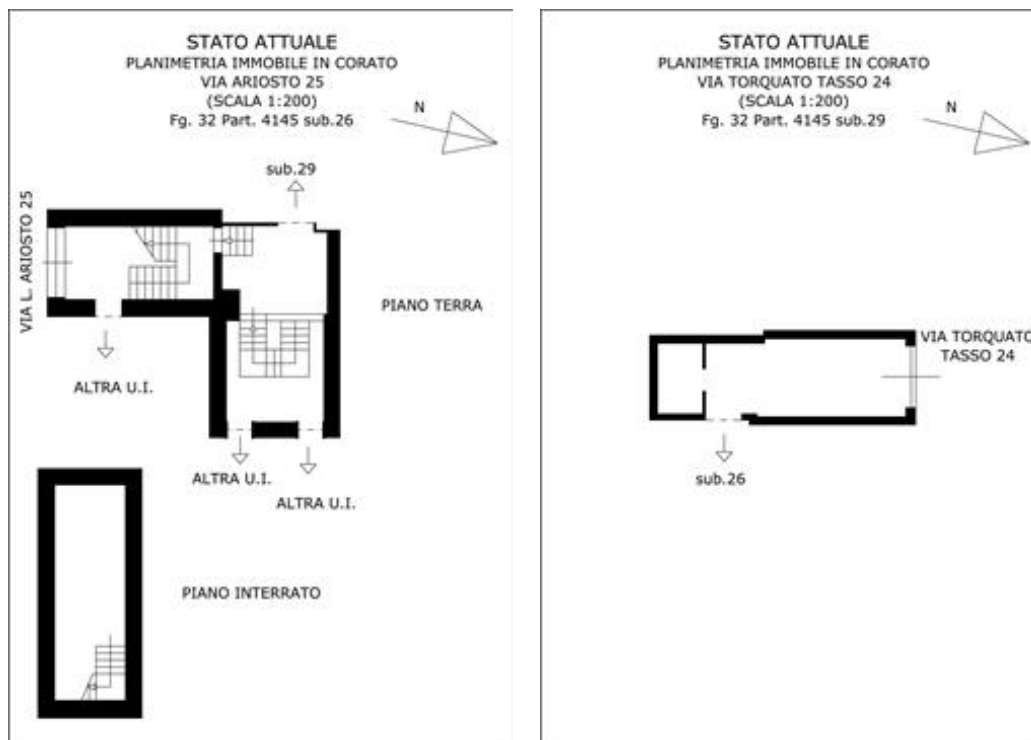 STATO ATTUALE
PLANIMETRIA IMMOBILE IN CORATO
VIA ARIOSTO 25
(SCALA 1:200)
Fg. 32 Part. 4145 sub.26
N
sub.29
VIA L. ARIOSTO 25
PIANO TERRA
ALTRA U.I.
ALTRA U.I.
ALTRA U.I.
PIANO INTERRATO
STATO ATTUALE
PLANIMETRIA IMMOBILE IN CORATO
VIA TORQUATO TASSO 24
(SCALA 1:200)
Fg. 32 Part. 4145 sub.29
N
VIA TORQUATO
TASSO 24
sub.26